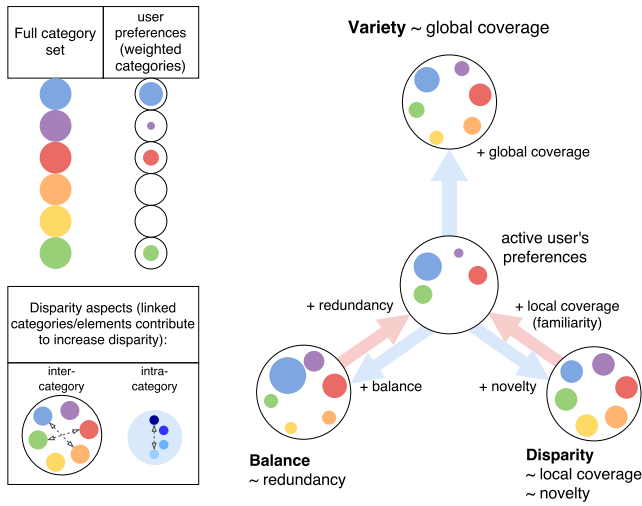 Full category
set
user
preferences
(weighted
categories)
Disparity aspects (linked
categories/elements contribute
to increase disparity):
inter-
category
intra-
category
Variety ~ global coverage
+ global coverage
active user's
preferences
+ redundancy
+ local coverage
(familiarity)
+ balance
+ novelty
Balance
~ redundancy
Disparity
~ local coverage
~ novelty